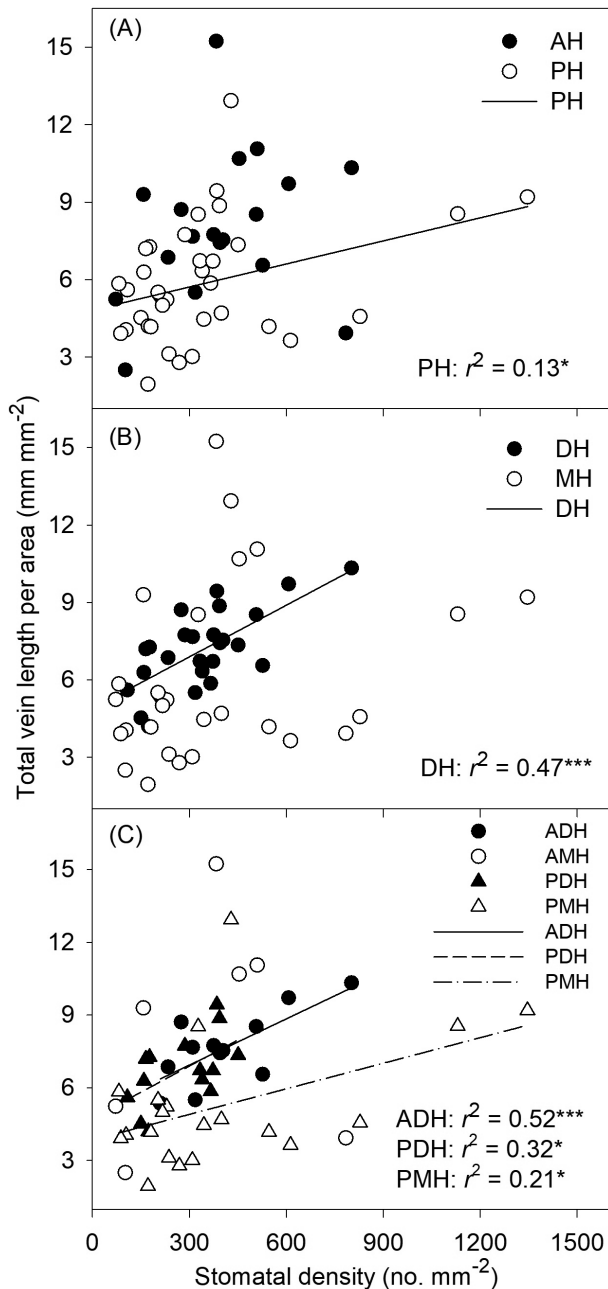 Total vein length per area (mm mm⁻²)
(A)
AH
PH
PH
15
12
9
6
3
PH: r² = 0.13*
(B)
DH
MH
DH
15
12
9
6
3
DH: r² = 0.47***
(C)
ADH
AMH
PDH
PMH
ADH
PDH
PMH
15
12
9
6
3
ADH: r² = 0.52***
PDH: r² = 0.32*
PMH: r² = 0.21*
0 300 600 900 1200 1500
Stomatal density (no. mm⁻²)